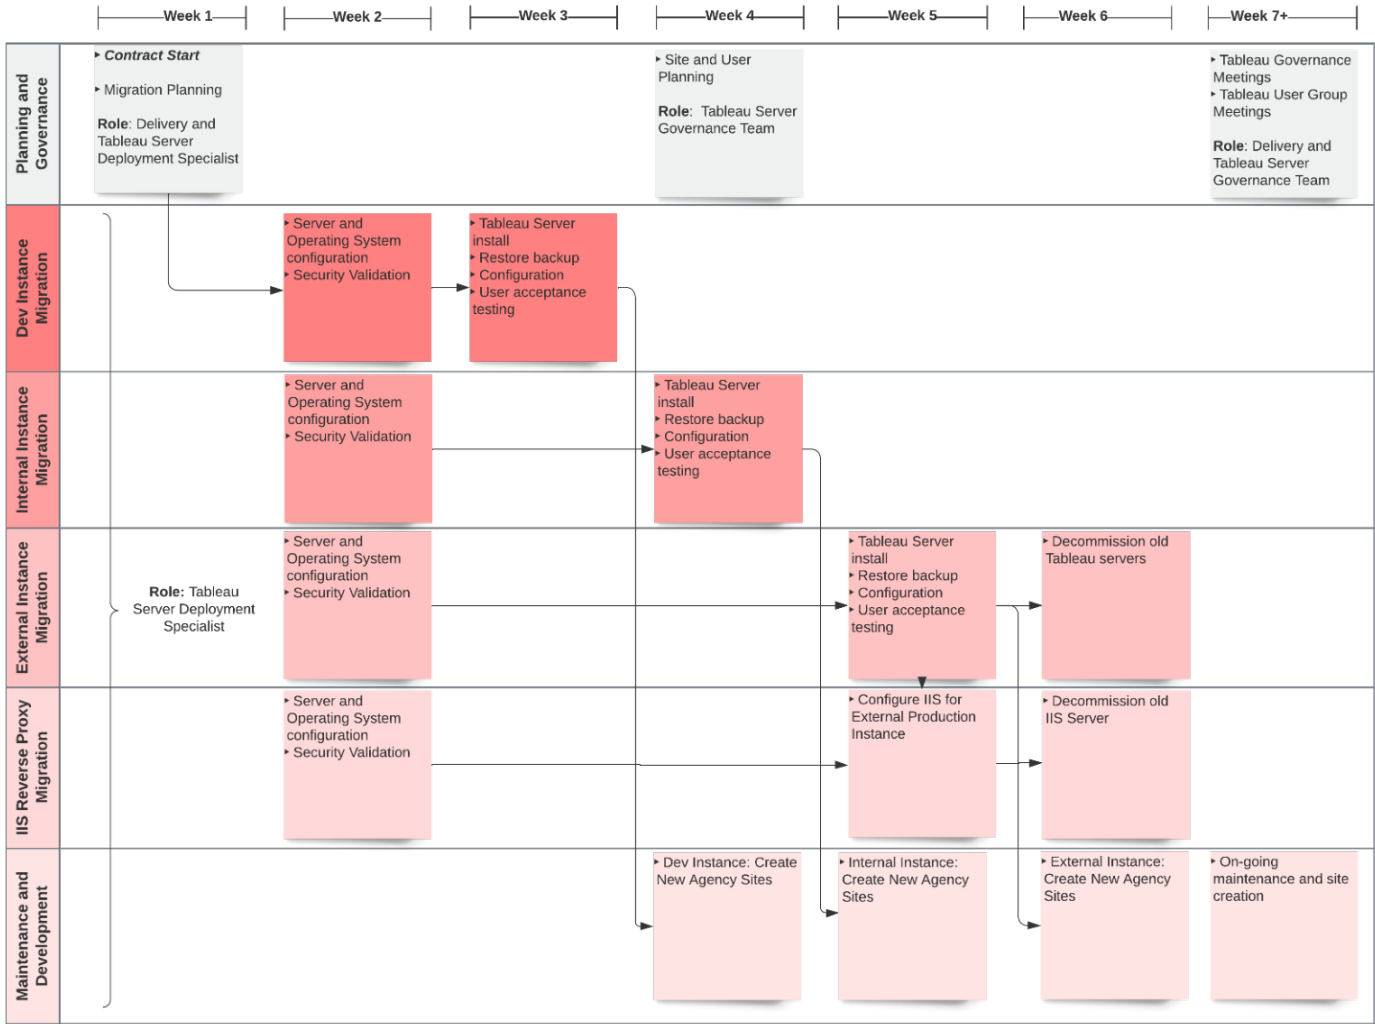 Week 1
Week 2
Week 3
Week 4
Week 5
Week 6
Week 7+
Planning and
Governance
Contract Start
Migration Planning
Role: Delivery and
Tableau Server
Deployment Specialist
Site and User
Planning
Role: Tableau Server
Governance Team
Tableau Governance
Meetings
Tableau User Group
Meetings
Role: Delivery and
Tableau Server
Governance Team
Dev Instance
Migration
Server and
Operating System
configuration
Security Validation
Tableau Server
install
Restore backup
Configuration
User acceptance
testing
Internal Instance
Migration
Server and
Operating System
configuration
Security Validation
Tableau Server
install
Restore backup
Configuration
User acceptance
testing
External Instance
Migration
Role: Tableau
Server Deployment
Specialist
Server and
Operating System
configuration
Security Validation
Tableau Server
install
Restore backup
Configuration
User acceptance
testing
Decommission old
Tableau servers
IIS Reverse Proxy
Migration
Server and
Operating System
configuration
Security Validation
Configure IIS for
External Production
Instance
Decommission old
IIS Server
Maintenance and
Development
Dev Instance: Create
New Agency Sites
Internal Instance:
Create New Agency
Sites
External Instance:
Create New Agency
Sites
On-going
maintenance and site
creation